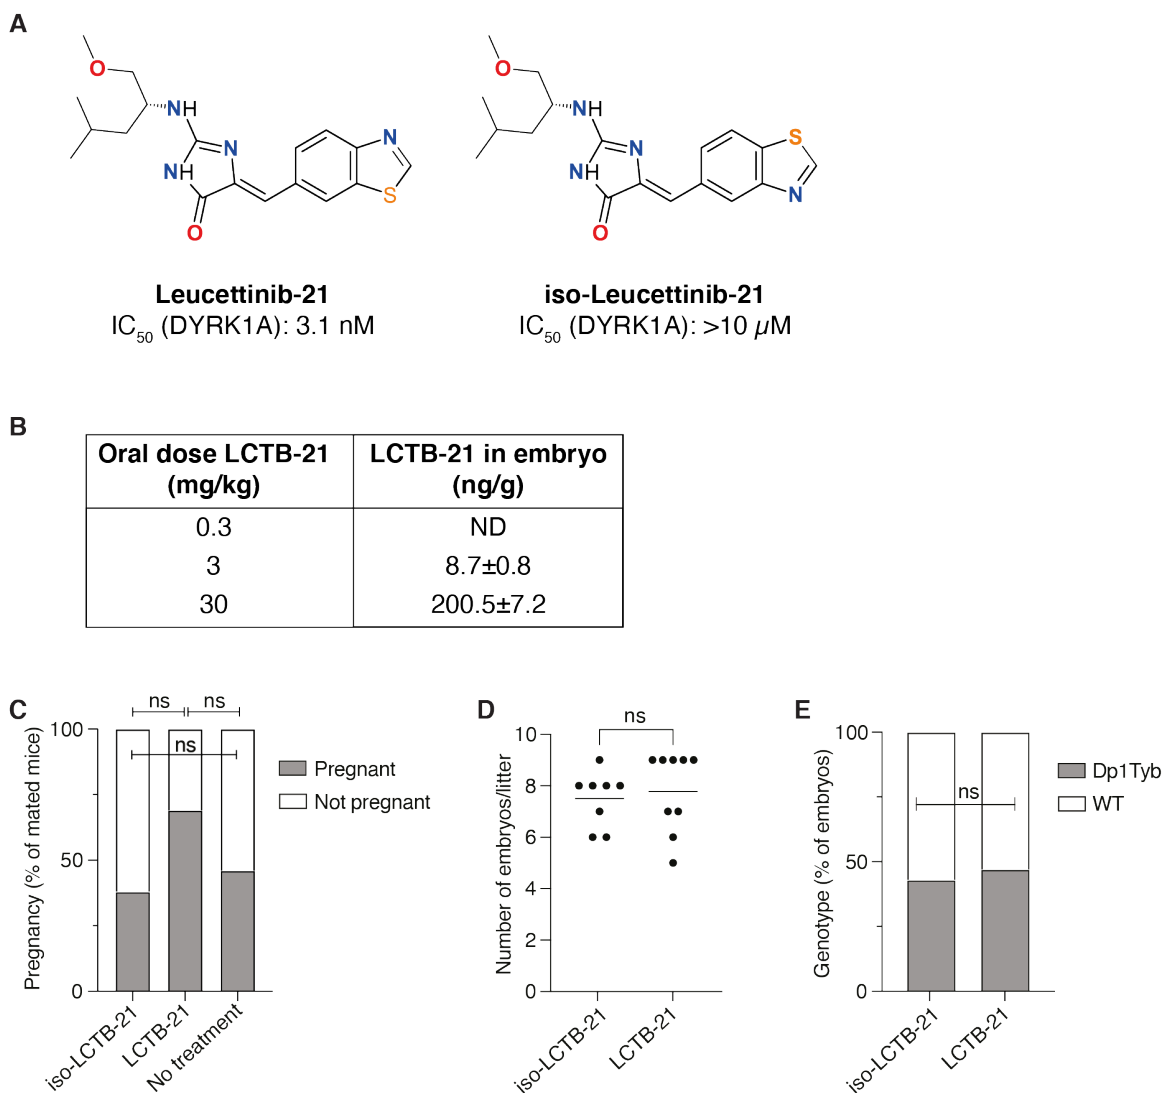 A
O
NH
N
NH
O
N
S
Leucettinib-21
IC50 (DYRK1A): 3.1 nM
O
NH
N
NH
O
S
N
iso-Leucettinib-21
IC50 (DYRK1A): >10 µM
B
Oral dose LCTB-21
(mg/kg)
LCTB-21 in embryo
(ng/g)
0.3 ND
3 8.7±0.8
30 200.5±7.2
C
ns ns
ns
Pregnancy (% of mated mice)
100
50
0
iso-LCTB-21
LCTB-21
No treatment
Pregnant
Not pregnant
D
ns
Number of embryos/litter
10
8
6
4
2
0
iso-LCTB-21
LCTB-21
E
ns
Genotype (% of embryos)
100
50
0
iso-LCTB-21
LCTB-21
Dp1Tyb
WT